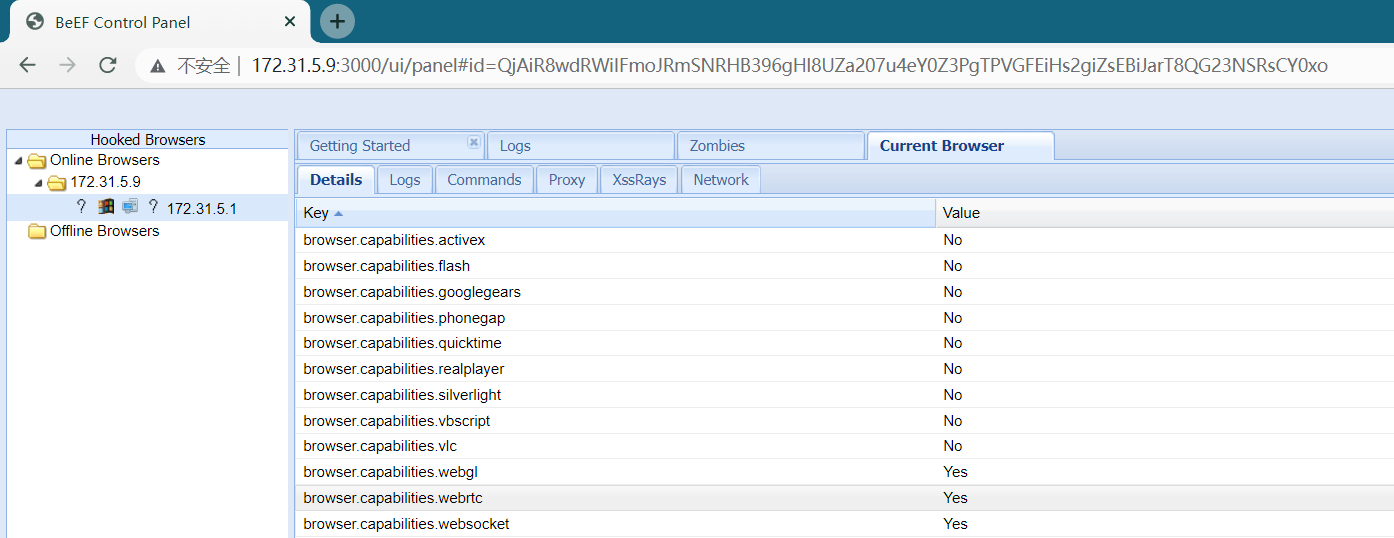 BeEF Control Panel
不安全 172.31.5.9:3000/ui/panel#id=QjAiR8wdRWiIFmoJRmSNRHB396gHI8UZa207u4eY0Z3PgTPVGFEiHs2giZsEBiJarT8QG23NSRsCY0xo
Hooked Browsers
Online Browsers
172.31.5.9
172.31.5.1
Offline Browsers
Getting Started Logs Zombies Current Browser
Details Logs Commands Proxy XssRays Network
Key Value
browser.capabilities.activex No
browser.capabilities.flash No
browser.capabilities.googlegears No
browser.capabilities.phonegap No
browser.capabilities.quicktime No
browser.capabilities.realplayer No
browser.capabilities.silverlight No
browser.capabilities.vbscript No
browser.capabilities.vlc No
browser.capabilities.webgl Yes
browser.capabilities.webrtc Yes
browser.capabilities.websocket Yes